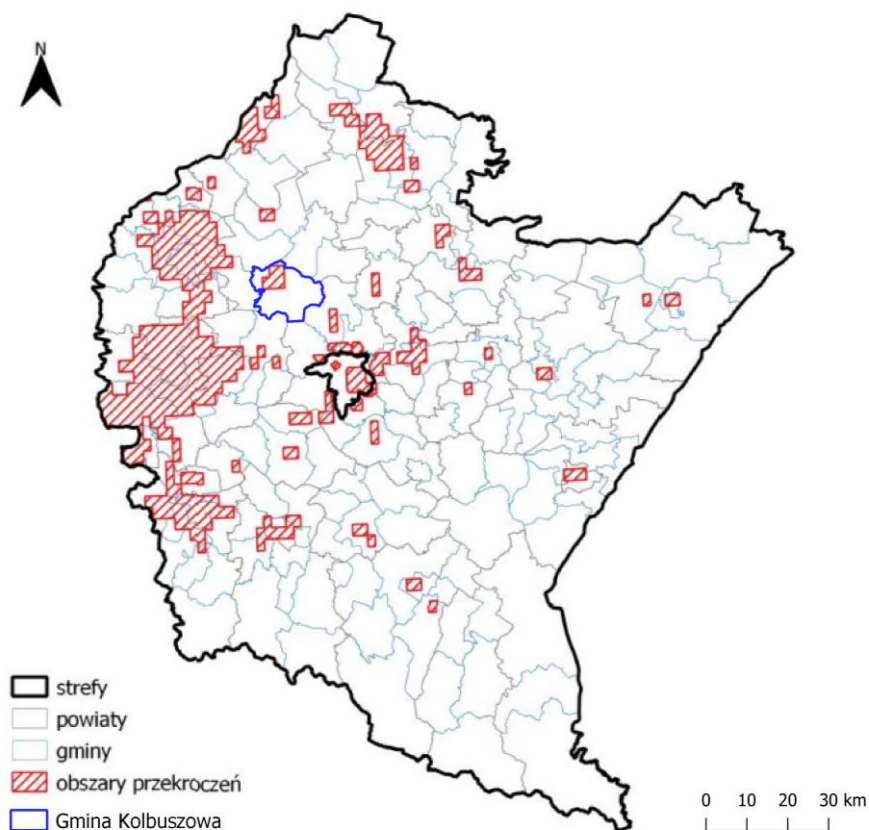 N
strefy
powiaty
gminy
obszary przekroczeń
Gmina Kolbuszowa
0 10 20 30 km